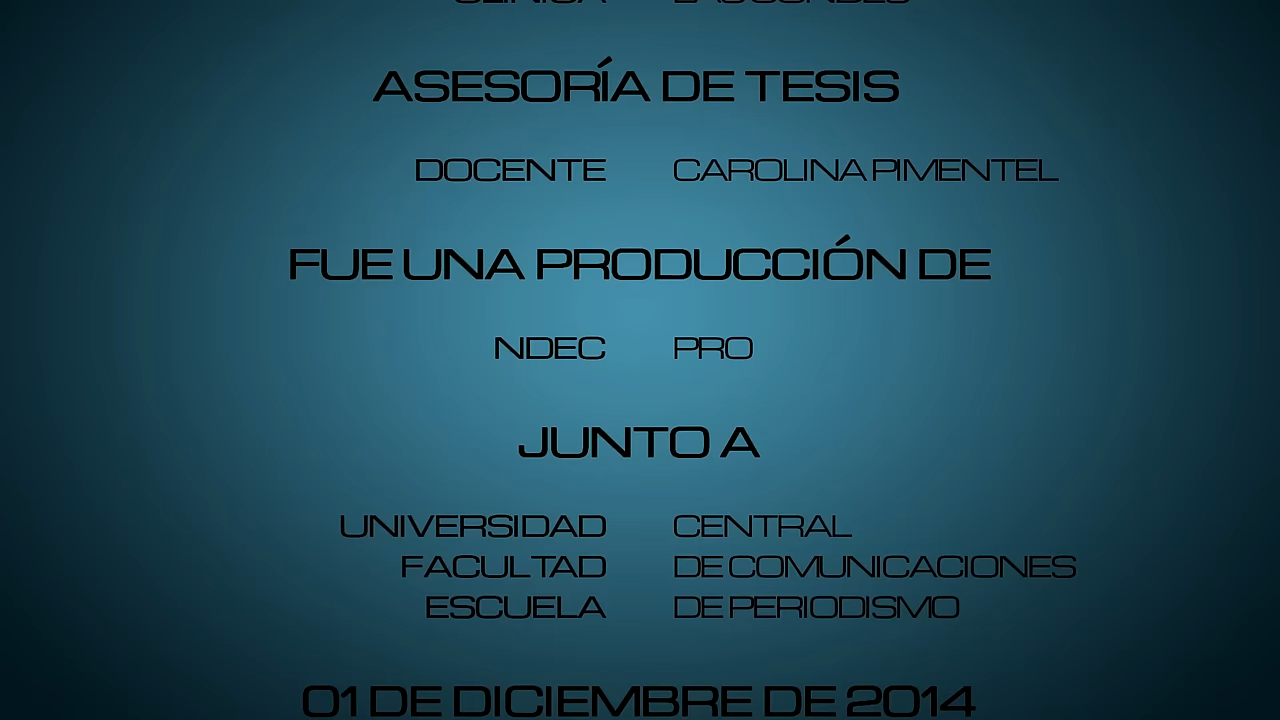 ASESORÍA DE TESIS
DOCENTE CAROLINA PIMENTEL
FUE UNA PRODUCCIÓN DE
NDEC PRO
JUNTO A
UNIVERSIDAD CENTRAL
FACULTAD DE COMUNICACIONES
ESCUELA DE PERIODISMO
01 DE DICIEMBRE DE 2014